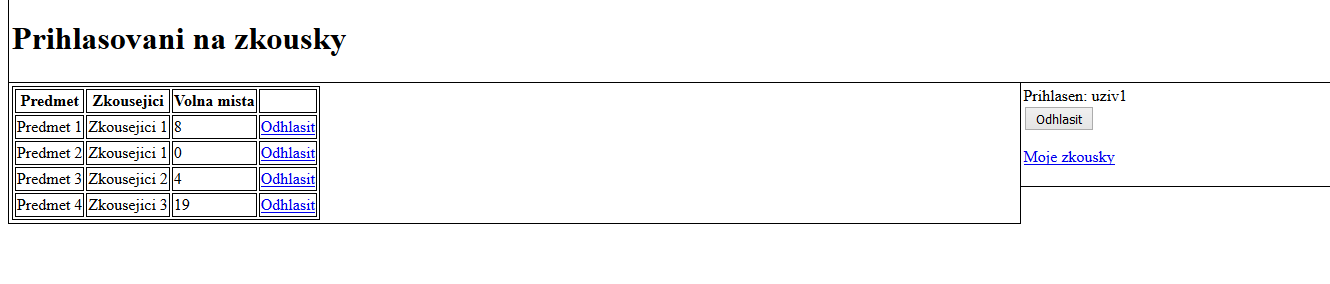 Prihlasovani na zkousky
Predmet Zkousejici Volna mista
Predmet 1 Zkousejici 1 8 Odhlasit
Predmet 2 Zkousejici 1 0 Odhlasit
Predmet 3 Zkousejici 2 4 Odhlasit
Predmet 4 Zkousejici 3 19 Odhlasit
Prihlasen: uziv1
Odhlasit
Moje zkousky